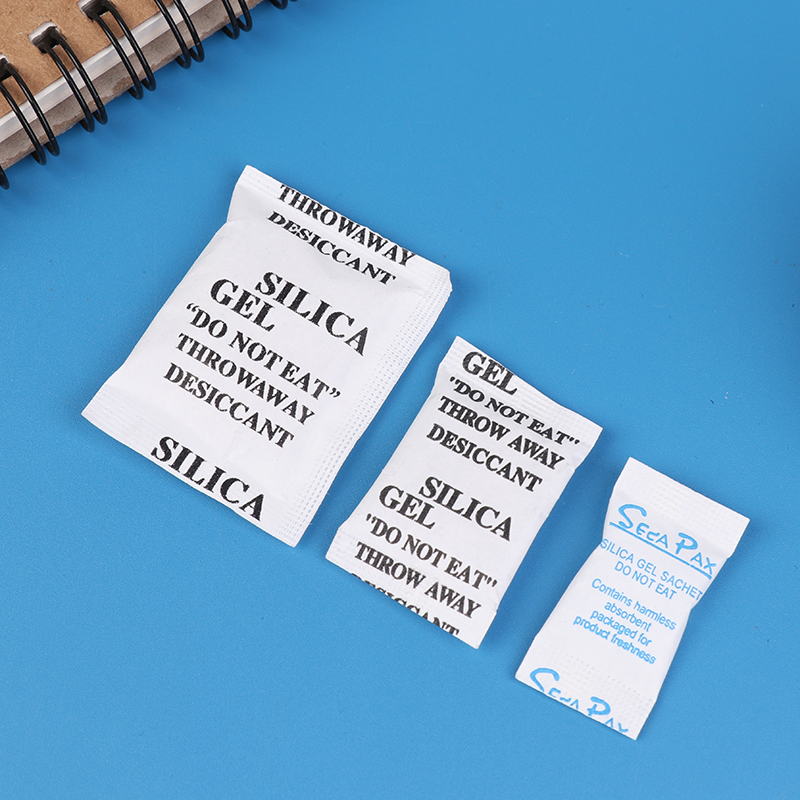 THROWAWAY
DESICCANT
SILICA
GEL
“DO NOT EAT”
THROWAWAY
DESICCANT
SILICA
GEL
"DO NOT EAT"
THROW AWAY
DESICCANT
SILICA
GEL
"DO NOT EAT"
THROW AWAY
DESICCANT
SECA PAX
SILICA GEL SACHET
DO NOT EAT
Contains harmless
absorbent
packaged for
product freshness
SECA PAX